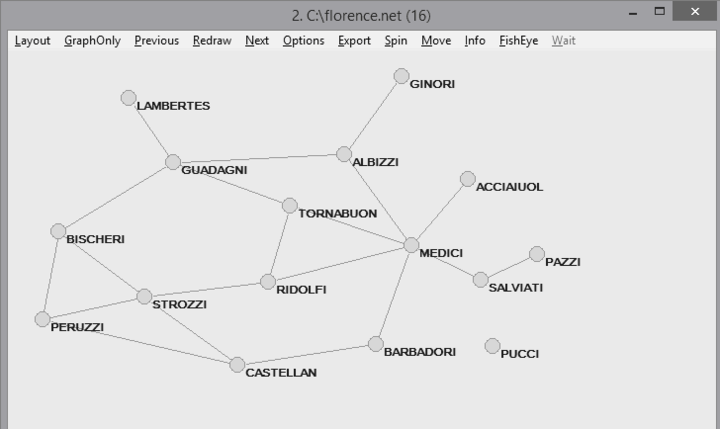 2. C:\florence.net (16)
Layout GraphOnly Previous Redraw Next Options Export Spin Move Info FishEye Wait
GINORI
LAMBERTES
ALBIZZI
GUADAGNI
ACCIAIUOL
TORNABUON
BISCHERI
MEDICI
PAZZI
SALVIATI
RIDOLFI
STROZZI
PERUZZI
BARBADORI
PUCCI
CASTELLAN